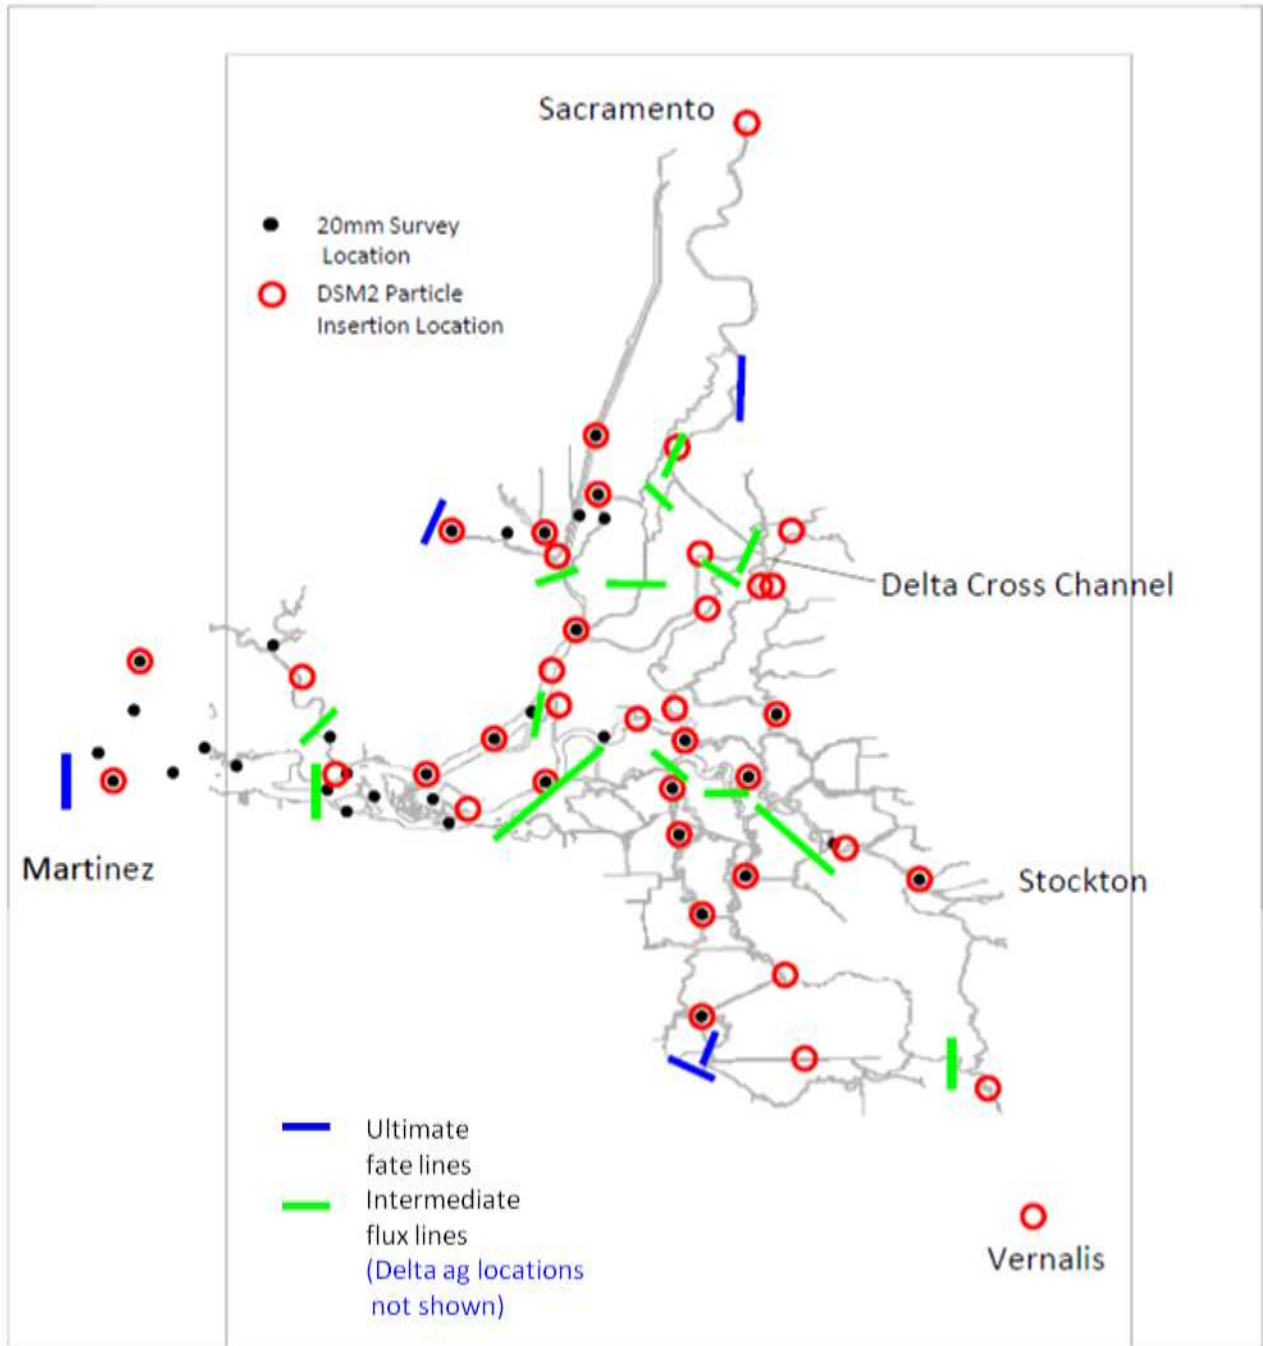 Sacramento
20mm Survey
Location
DSM2 Particle
Insertion Location
Delta Cross Channel
Martinez
Stockton
Ultimate
fate lines
Intermediate
flux lines
(Delta ag locations
not shown)
Vernalis